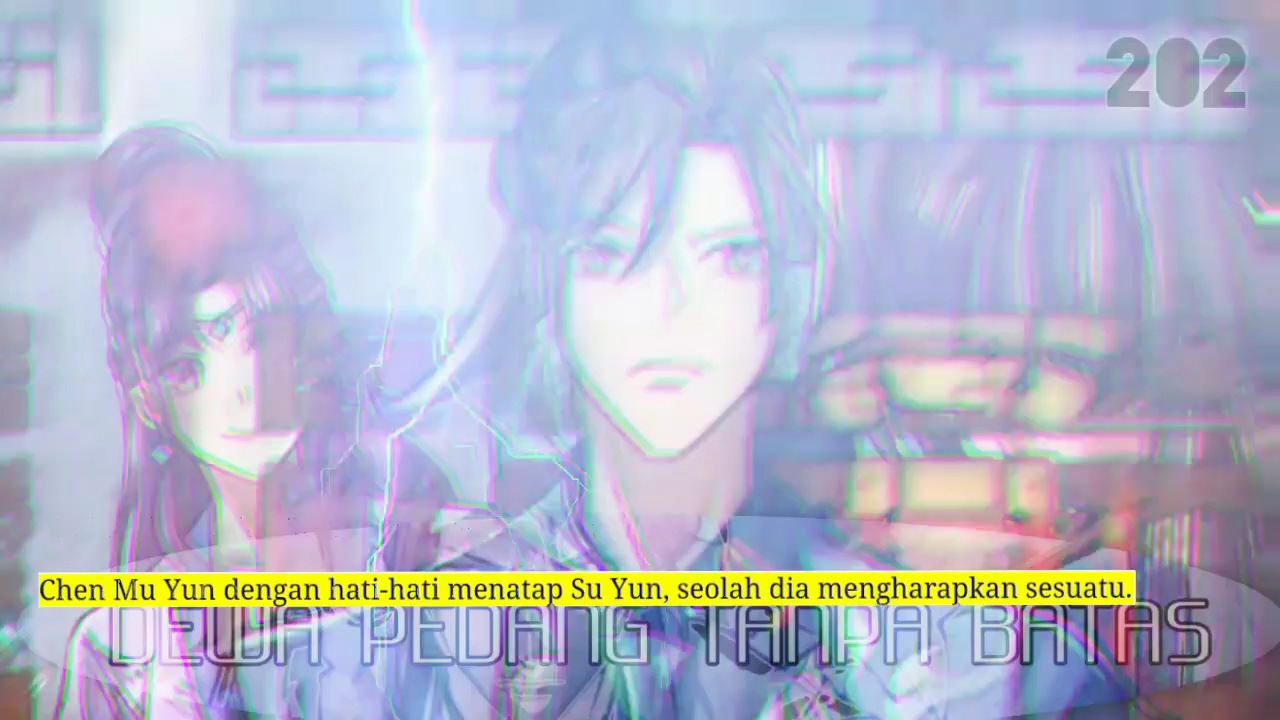 202
Chen Mu Yun dengan hati-hati menatap Su Yun, seolah dia mengharapkan sesuatu.
DEWA PEDANG TANPA BATAS